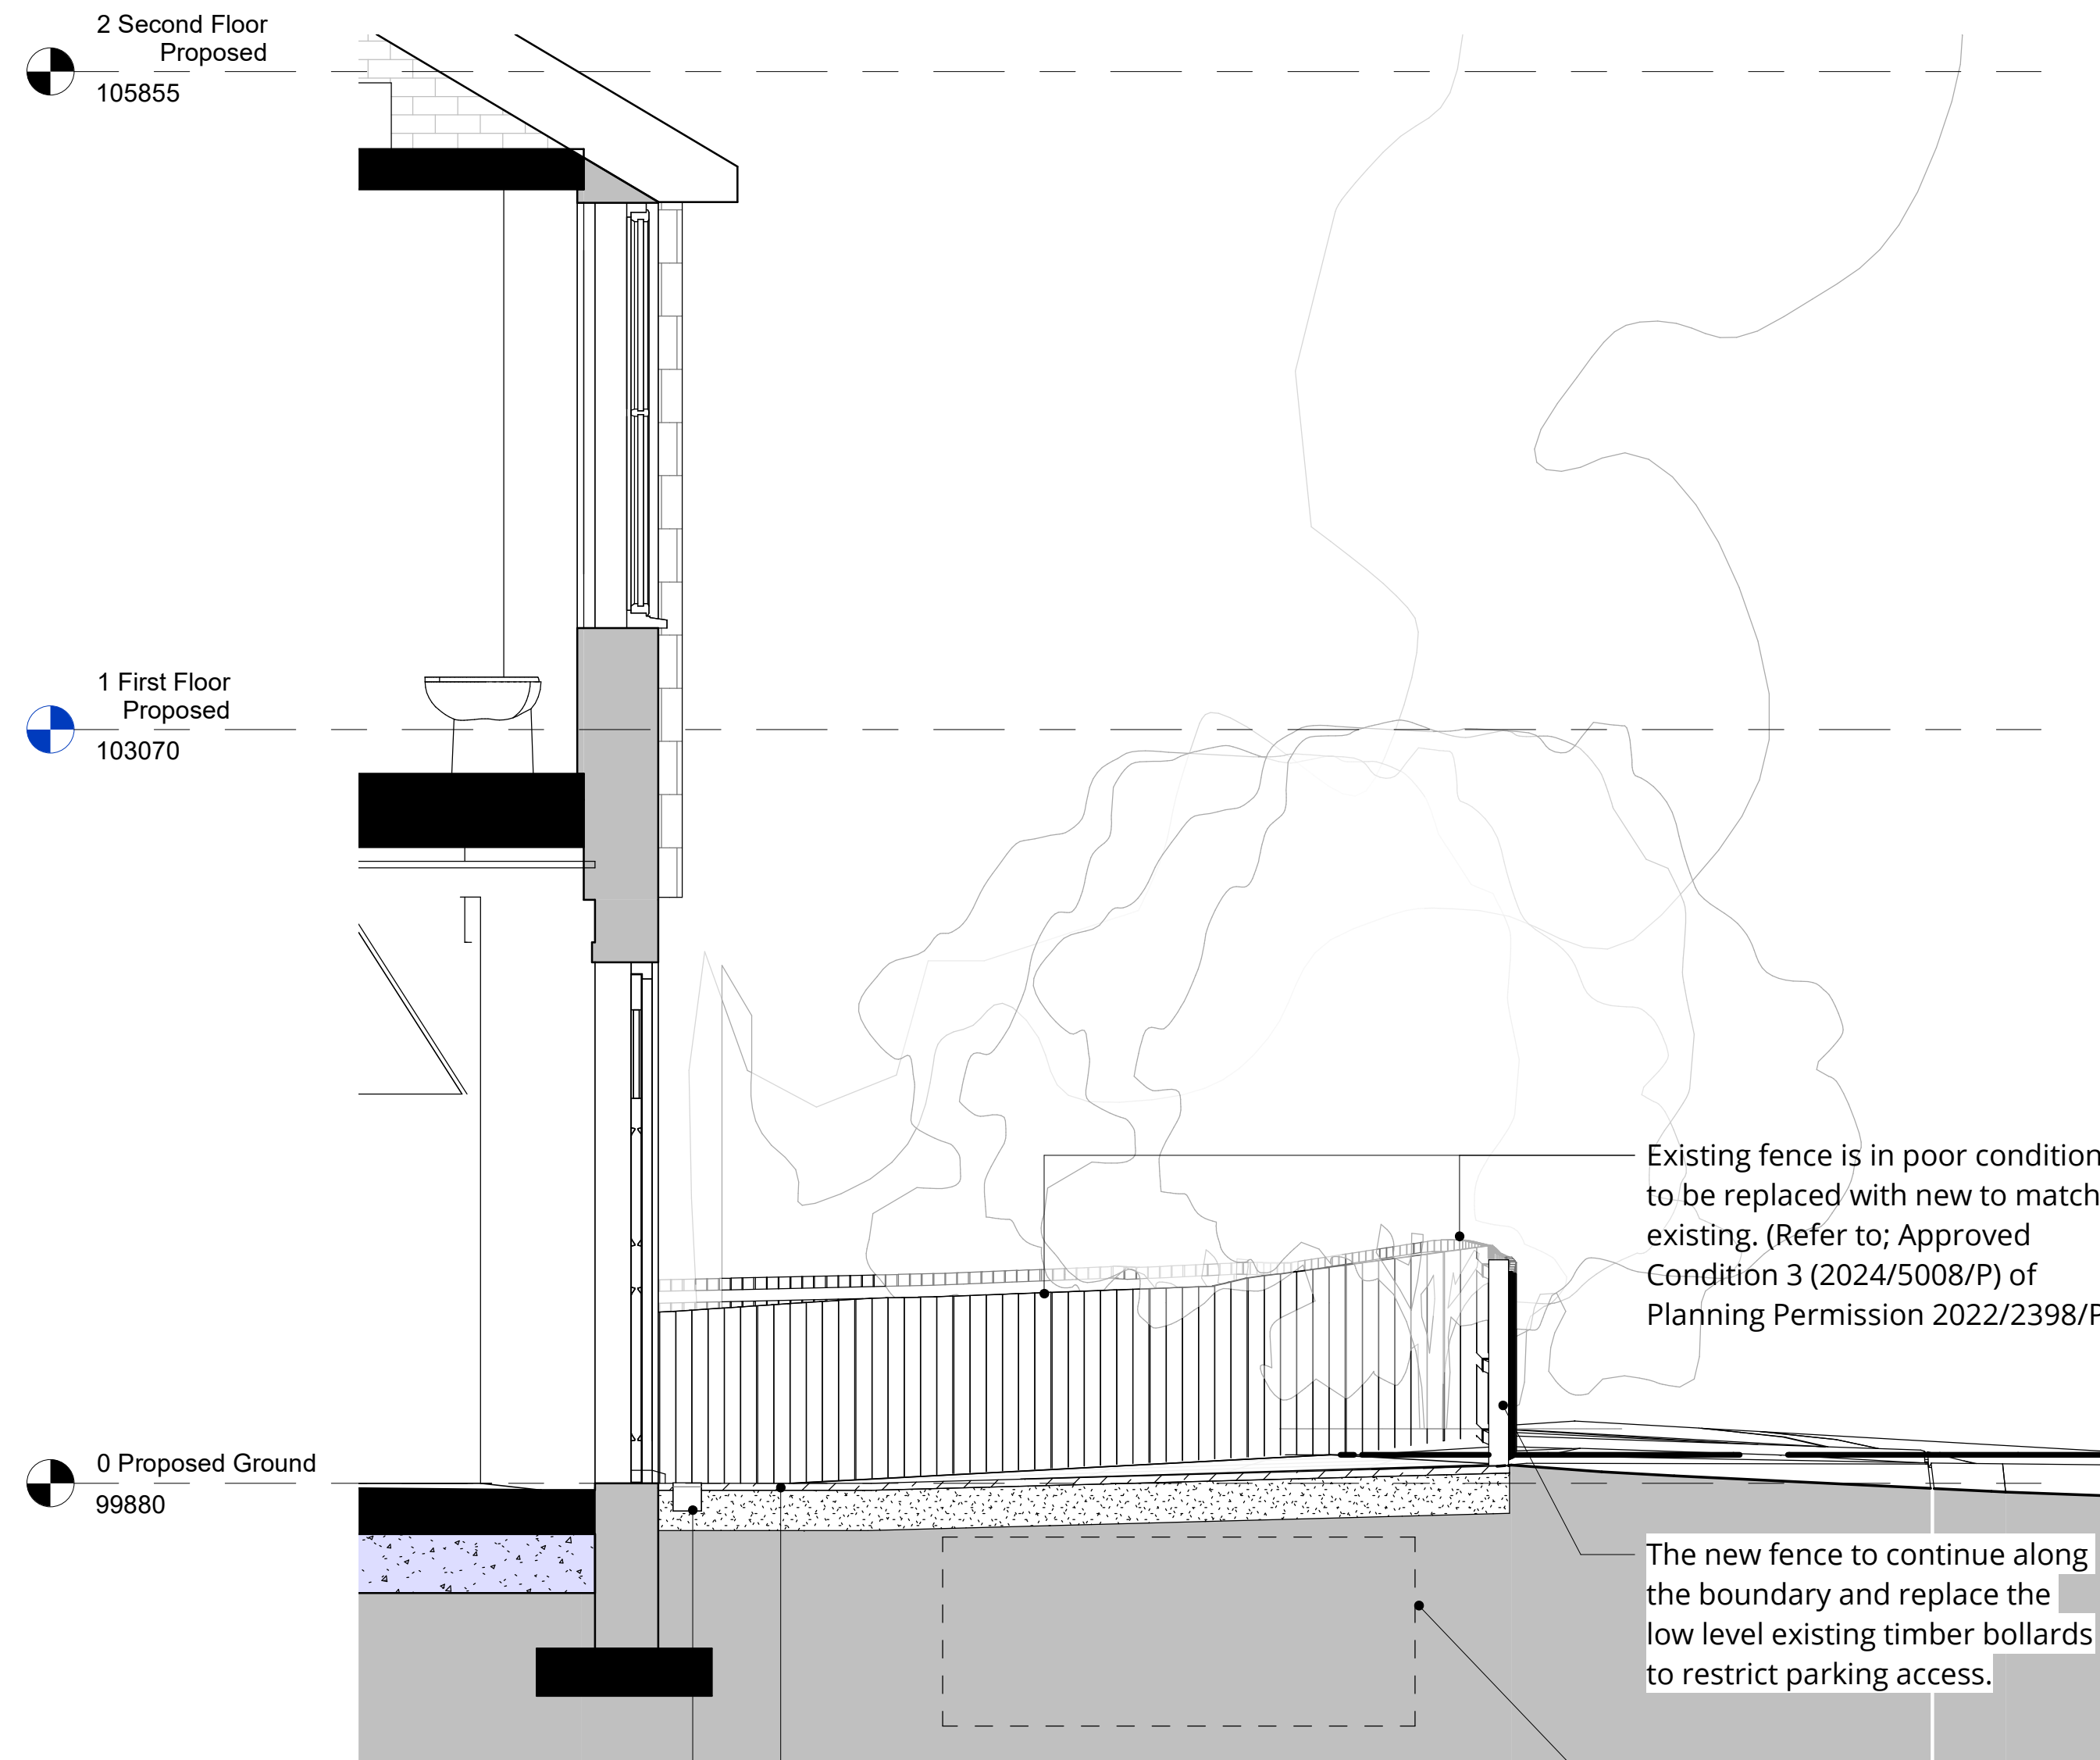 2 Second Floor
Proposed
105855
1 First Floor
Proposed
103070
Existing fence is in poor condition
to be replaced with new to match
existing. (Refer to; Approved
Condition 3 (2024/5008/P) of
Planning Permission 2022/2398/P
0 Proposed Ground
99880
The new fence to continue along
the boundary and replace the
low level existing timber bollards
to restrict parking access.